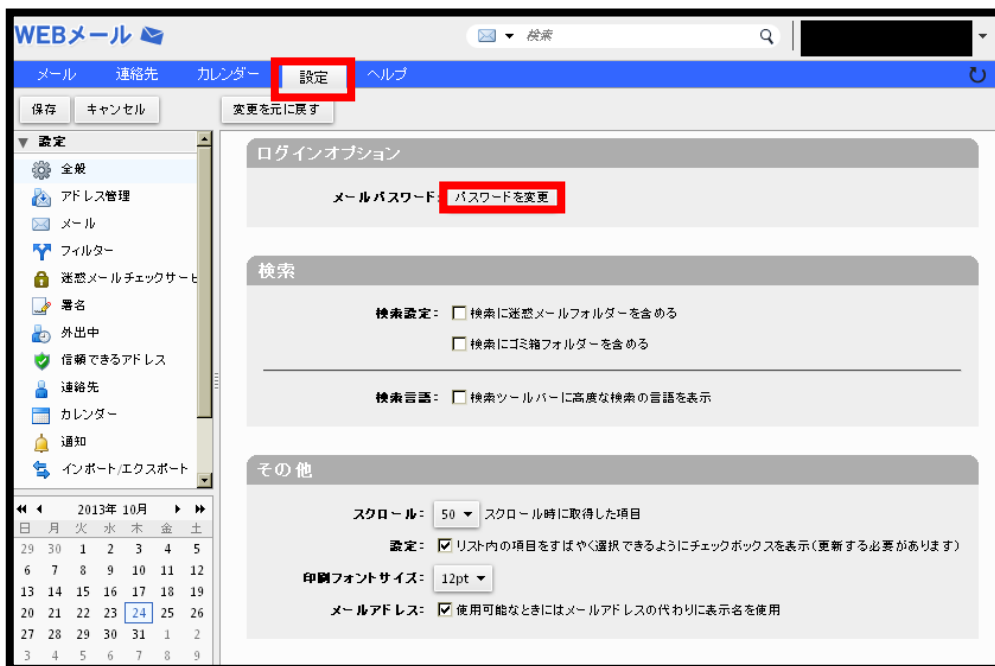 WEBメール
検索
メール 連絡先 カレンダー 設定 ヘルプ
保存 キャンセル 変更を元に戻す
設定
全般
アドレス管理
メール
フィルター
迷惑メールチェックサービ
署名
外出中
信頼できるアドレス
連絡先
カレンダー
通知
インポート/エクスポート
2013年 10月
日 月 火 水 木 金 土
29 30 1 2 3 4 5
6 7 8 9 10 11 12
13 14 15 16 17 18 19
20 21 22 23 24 25 26
27 28 29 30 31 1 2
3 4 5 6 7 8 9
ログインオプション
メールパスワード: パスワードを変更
検索
検索設定: 検索に迷惑メールフォルダーを含める
検索にゴミ箱フォルダーを含める
検索言語: 検索ツールバーに高度な検索の言語を表示
その他
スクロール: 50 スクロール時に取得した項目
設定: リスト内の項目をすばやく選択できるようにチェックボックスを表示(更新する必要があります)
印刷フォントサイズ: 12pt
メールアドレス: 使用可能なときにはメールアドレスの代わりに表示名を使用